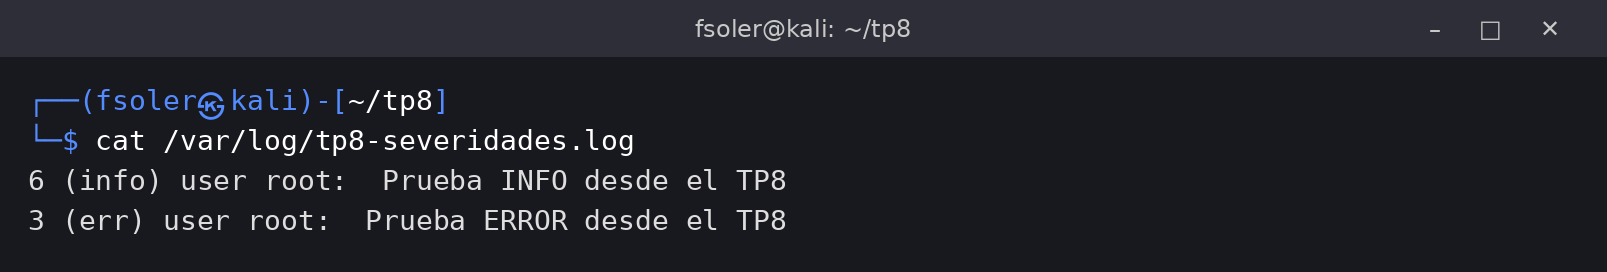 fsoler@kali: ~/tp8
┌──(fsoler㉿kali)-[~/tp8]
└─$ cat /var/log/tp8-severidades.log
6 (info) user root:  Prueba INFO desde el TP8
3 (err) user root:  Prueba ERROR desde el TP8